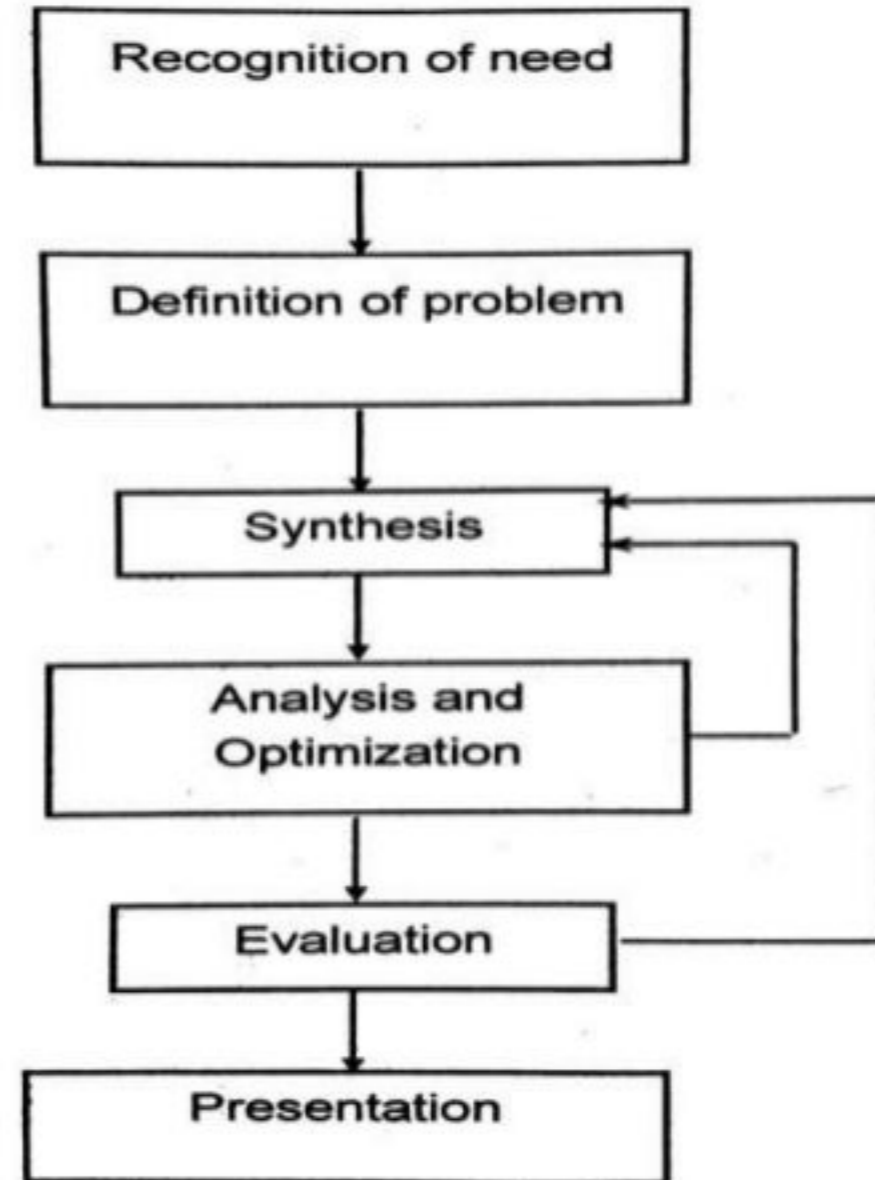 Recognition of need
Definition of problem
Synthesis
Analysis and
Optimization
Evaluation
Presentation